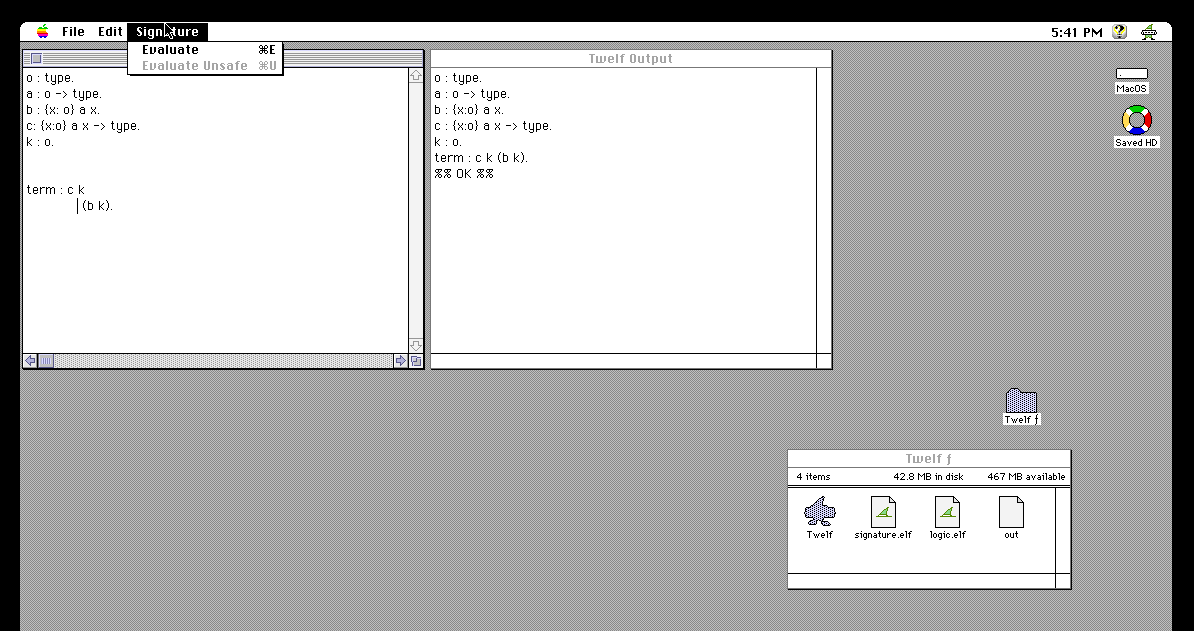 File Edit Signature 5:41 PM
Evaluate ⌘E
Evaluate Unsafe ⌘U
o : type.
a : o -> type.
b : {x: o} a x.
c: {x:o} a x -> type.
k : o.
term : c k
(b k).
Twelf Output
o : type.
a : o -> type.
b : {x:o} a x.
c : {x:o} a x -> type.
k : o.
term : c k (b k).
%% OK %%
MacOS
Saved HD
Twelf ƒ
Twelf ƒ
4 items 42.8 MB in disk 467 MB available
Twelf signature.elf logic.elf out